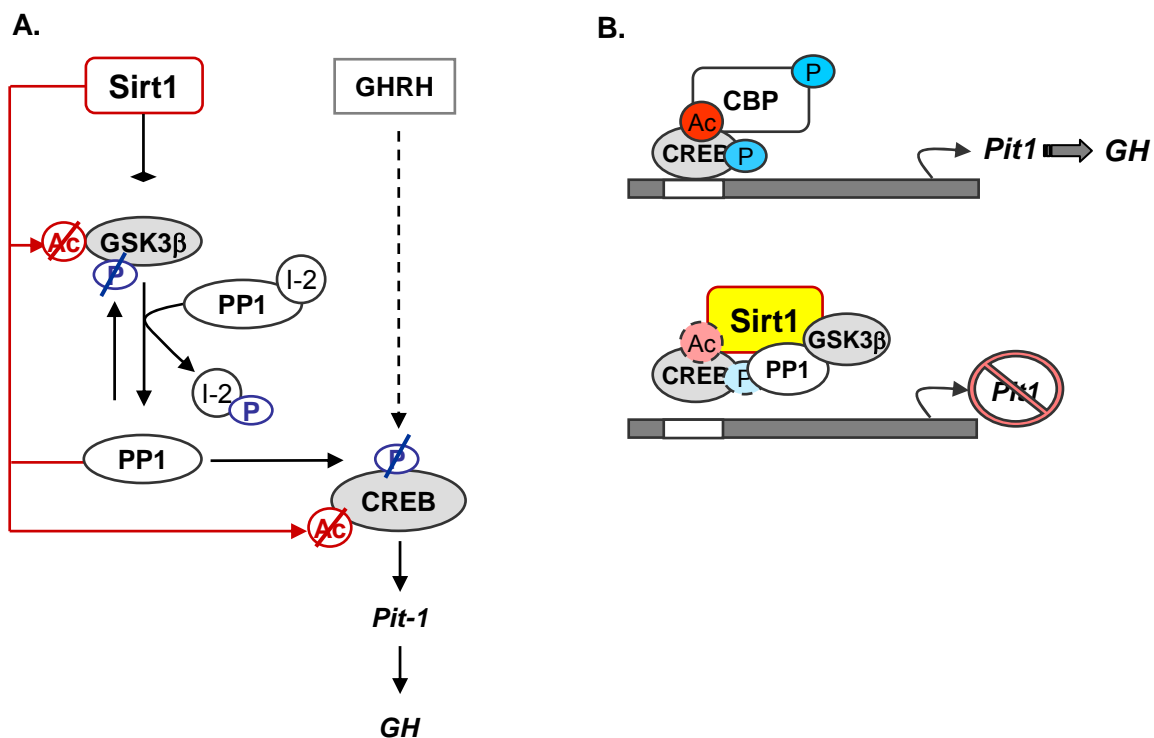 A.
Sirt1
GHRH
Ac
GSK3β
P
I-2
PP1
I-2
P
PP1
P
CREB
Ac
Pit-1
GH
B.
P
CBP
Ac
CREB
P
Pit1
GH
Sirt1
Ac
GSK3β
CREB
P
PP1
Pit1